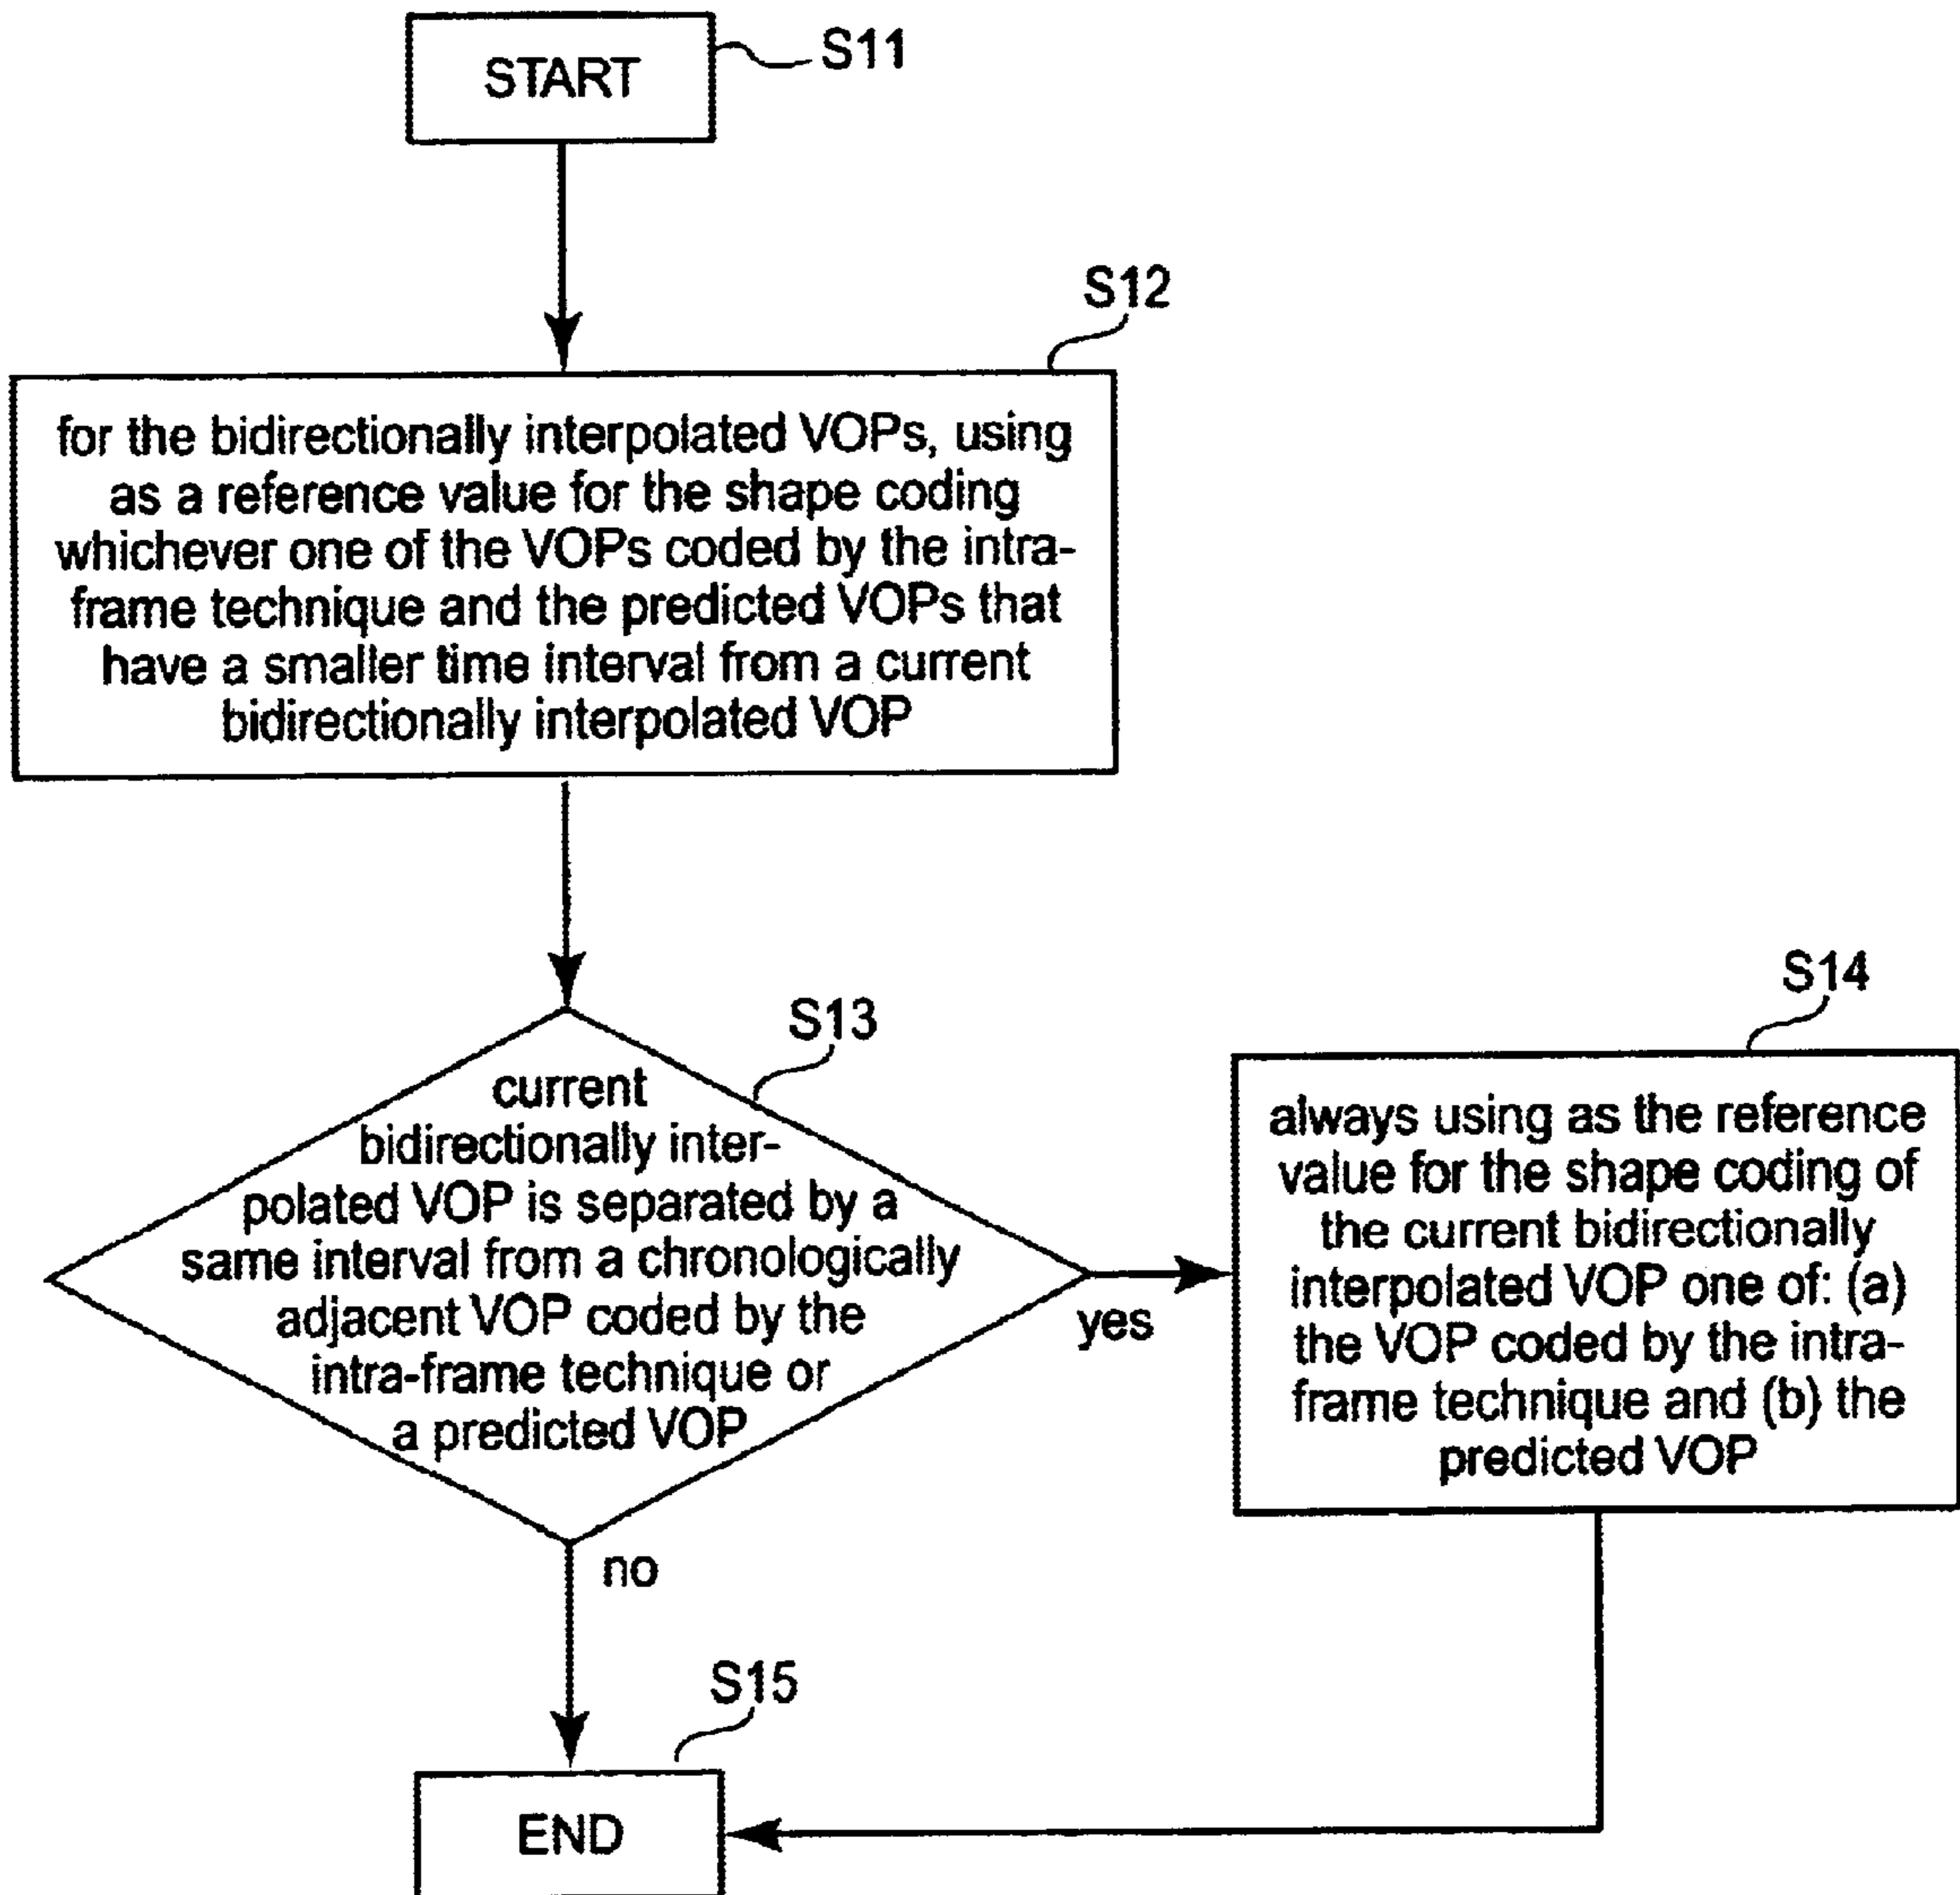 START
S11
S12
for the bidirectionally interpolated VOPs, using
as a reference value for the shape coding
whichever one of the VOPs coded by the intra-
frame technique and the predicted VOPs that
have a smaller time interval from a current
bidirectionally interpolated VOP
S13
current
bidirectionally inter-
polated VOP is separated by a
same interval from a chronologically
adjacent VOP coded by the
intra-frame technique or
a predicted VOP
yes
no
S14
always using as the reference
value for the shape coding of
the current bidirectionally
interpolated VOP one of: (a)
the VOP coded by the intra-
frame technique and (b) the
predicted VOP
S15
END